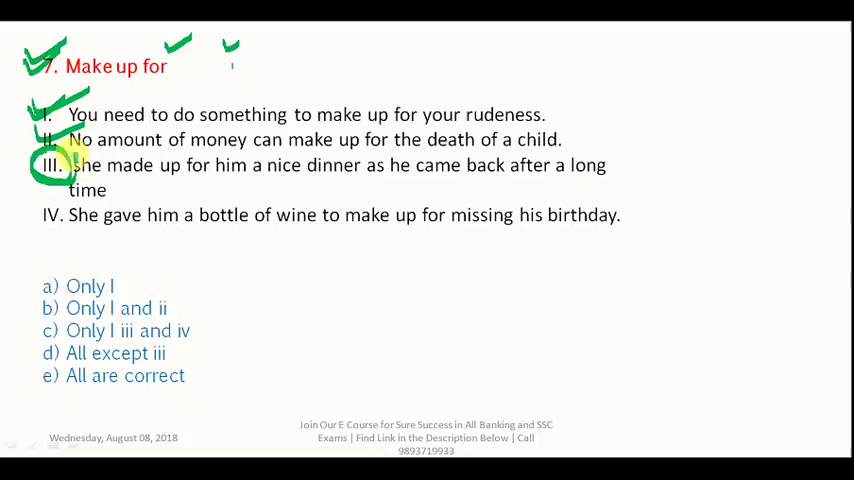 7. Make up for
I. You need to do something to make up for your rudeness.
II. No amount of money can make up for the death of a child.
III. she made up for him a nice dinner as he came back after a long
time
IV. She gave him a bottle of wine to make up for missing his birthday.
a) Only I
b) Only I and ii
c) Only I iii and iv
d) All except iii
e) All are correct
Join Our E Course for Sure Success in All Banking and SSC
Wednesday, August 08, 2018
Exams | Find Link in the Description Below | Call
9893719933